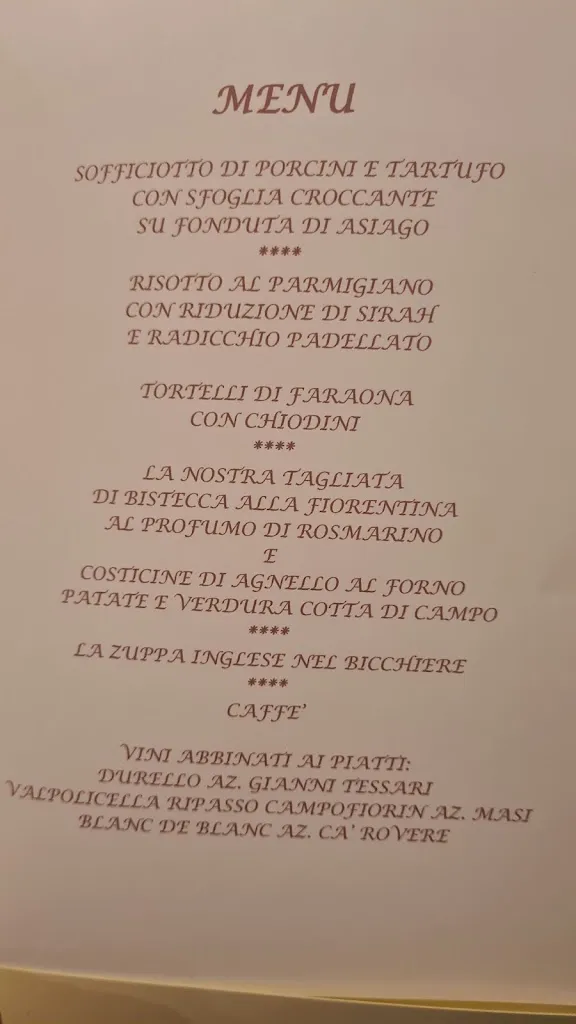 MENU
SOFFICIOTTO DI PORCINI E TARTUFO
CON SFOGLIA CROCCANTE
SU FONDUTA DI ASIAGO
****
RISOTTO AL PARMIGIANO
CON RIDUZIONE DI SIRAH
E RADICCHIO PADELLATO
TORTELLI DI FARAONA
CON CHIODINI
****
LA NOSTRA TAGLIATA
DI BISTECCA ALLA FIORENTINA
AL PROFUMO DI ROSMARINO
E
COSTICINE DI AGNELLO AL FORNO
PATATE E VERDURA COTTA DI CAMPO
****
LA ZUPPA INGLESE NEL BICCHIERE
****
CAFFE'
VINI ABBINATI AI PIATTI:
DURELLO AZ. GIANNI TESSARI
VALPOLICELLA RIPASSO CAMPOFIORIN AZ. MASI
BLANC DE BLANC AZ. CA' ROVERE